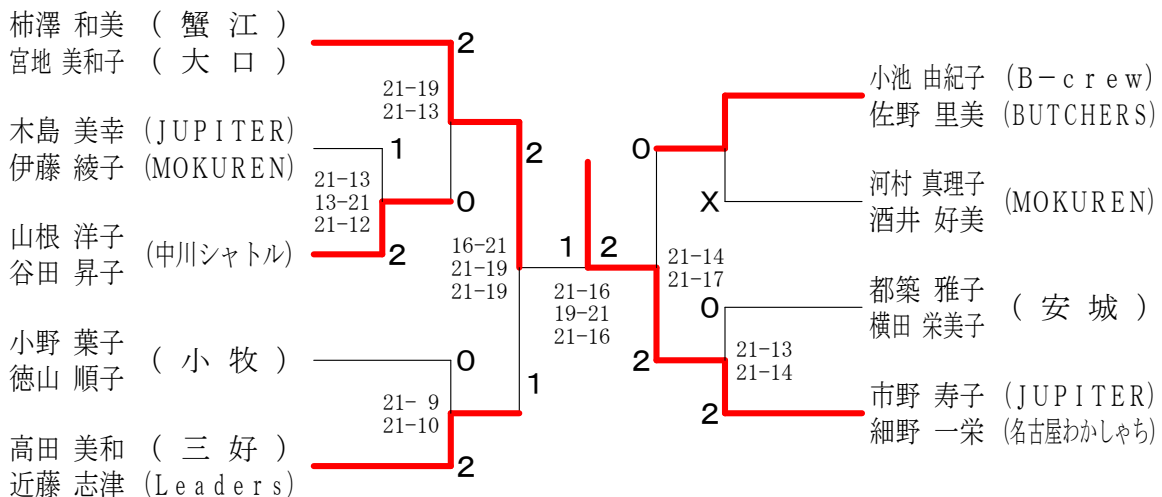 柿澤 和美 ( 蟹 江 )
宮地 美和子 ( 大 口 )
2
21-19
21-13
木島 美幸 (JUPITER)
伊藤 綾子 (MOKUREN)
1
21-13
13-21
21-12
0
山根 洋子
谷田 昇子
(中川シャトル)
2
2
16-21
21-19
21-19
小野 葉子
徳山 順子
( 小 牧 )
0
21- 9
21-10
1
高田 美和 ( 三 好 )
近藤 志津 (Leaders)
2
1
2
21-16
19-21
21-16
小池 由紀子 (B-crew)
佐野 里美 (BUTCHERS)
0
X
河村 真理子
酒井 好美
(MOKUREN)
21-14
21-17
都築 雅子
横田 栄美子
( 安 城 )
0
21-13
21-14
2
市野 寿子 (JUPITER)
細野 一栄 (名古屋わかしゃち)
2